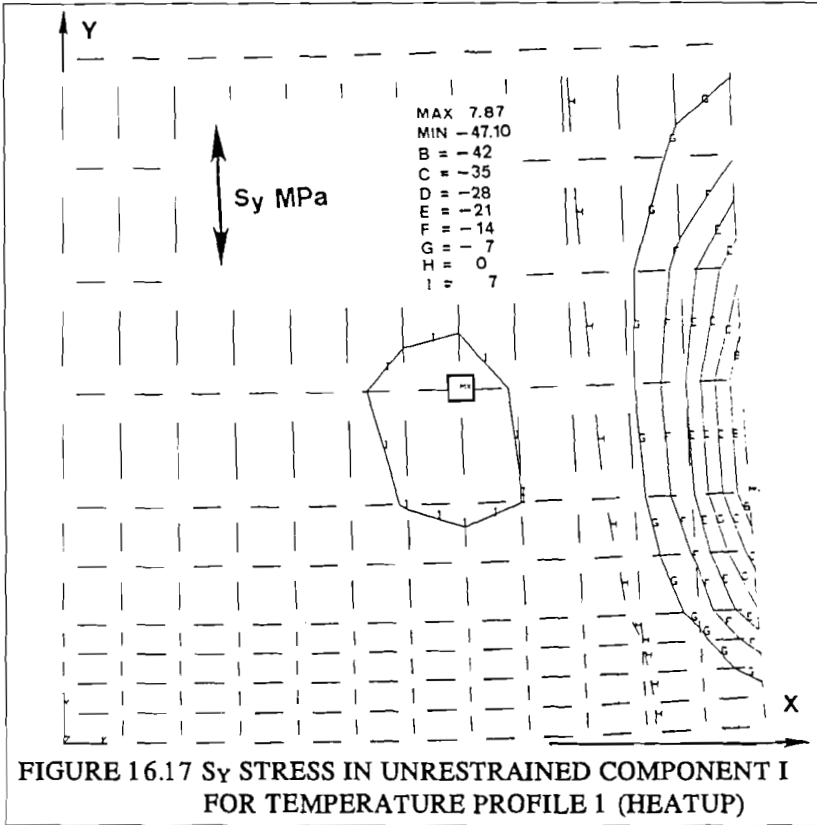 Y
MAX 7.87
MIN -47.10
B = -42
C = -35
D = -28
E = -21
F = -14
G = - 7
H = 0
I = 7
Sy MPa
MX
X
FIGURE 16.17 SY STRESS IN UNRESTRAINED COMPONENT I
FOR TEMPERATURE PROFILE 1 (HEATUP)